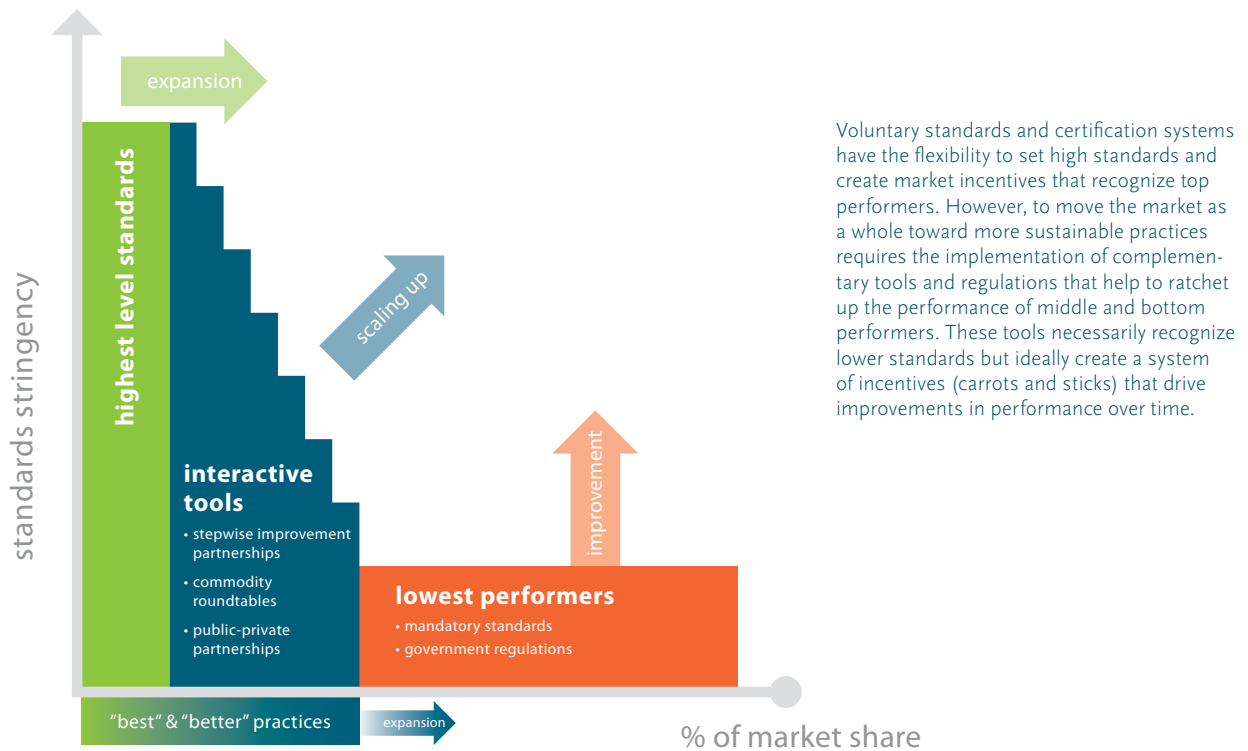 expansion
highest level standards
standards stringency
scaling up
improvement
interactive
tools
• stepwise improvement
partnerships
• commodity
roundtables
• public-private
partnerships
lowest performers
• mandatory standards
• government regulations
“best” & “better” practices
expansion
% of market share
Voluntary standards and certification systems
have the flexibility to set high standards and
create market incentives that recognize top
performers. However, to move the market as
a whole toward more sustainable practices
requires the implementation of complemen-
tary tools and regulations that help to ratchet
up the performance of middle and bottom
performers. These tools necessarily recognize
lower standards but ideally create a system
of incentives (carrots and sticks) that drive
improvements in performance over time.